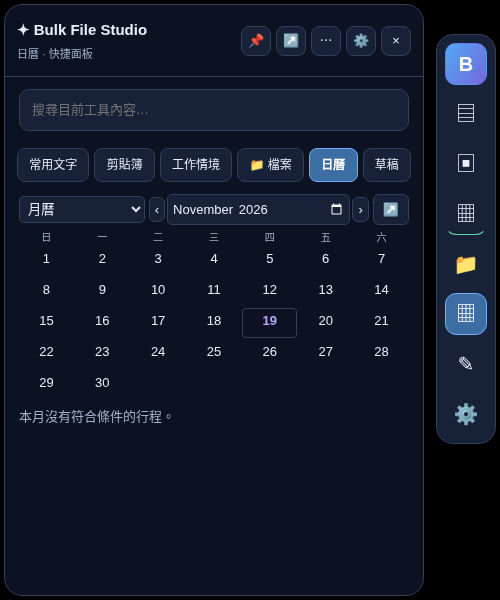 ✦ Bulk File Studio
日曆 · 快捷面板
搜尋目前工具內容…
常用文字 剪貼簿 工作情境 📁 檔案 日曆 草稿
月曆 ‹ November 2026 ›
日 一 二 三 四 五 六
1 2 3 4 5 6 7
8 9 10 11 12 13 14
15 16 17 18 19 20 21
22 23 24 25 26 27 28
29 30
本月沒有符合條件的行程。
B